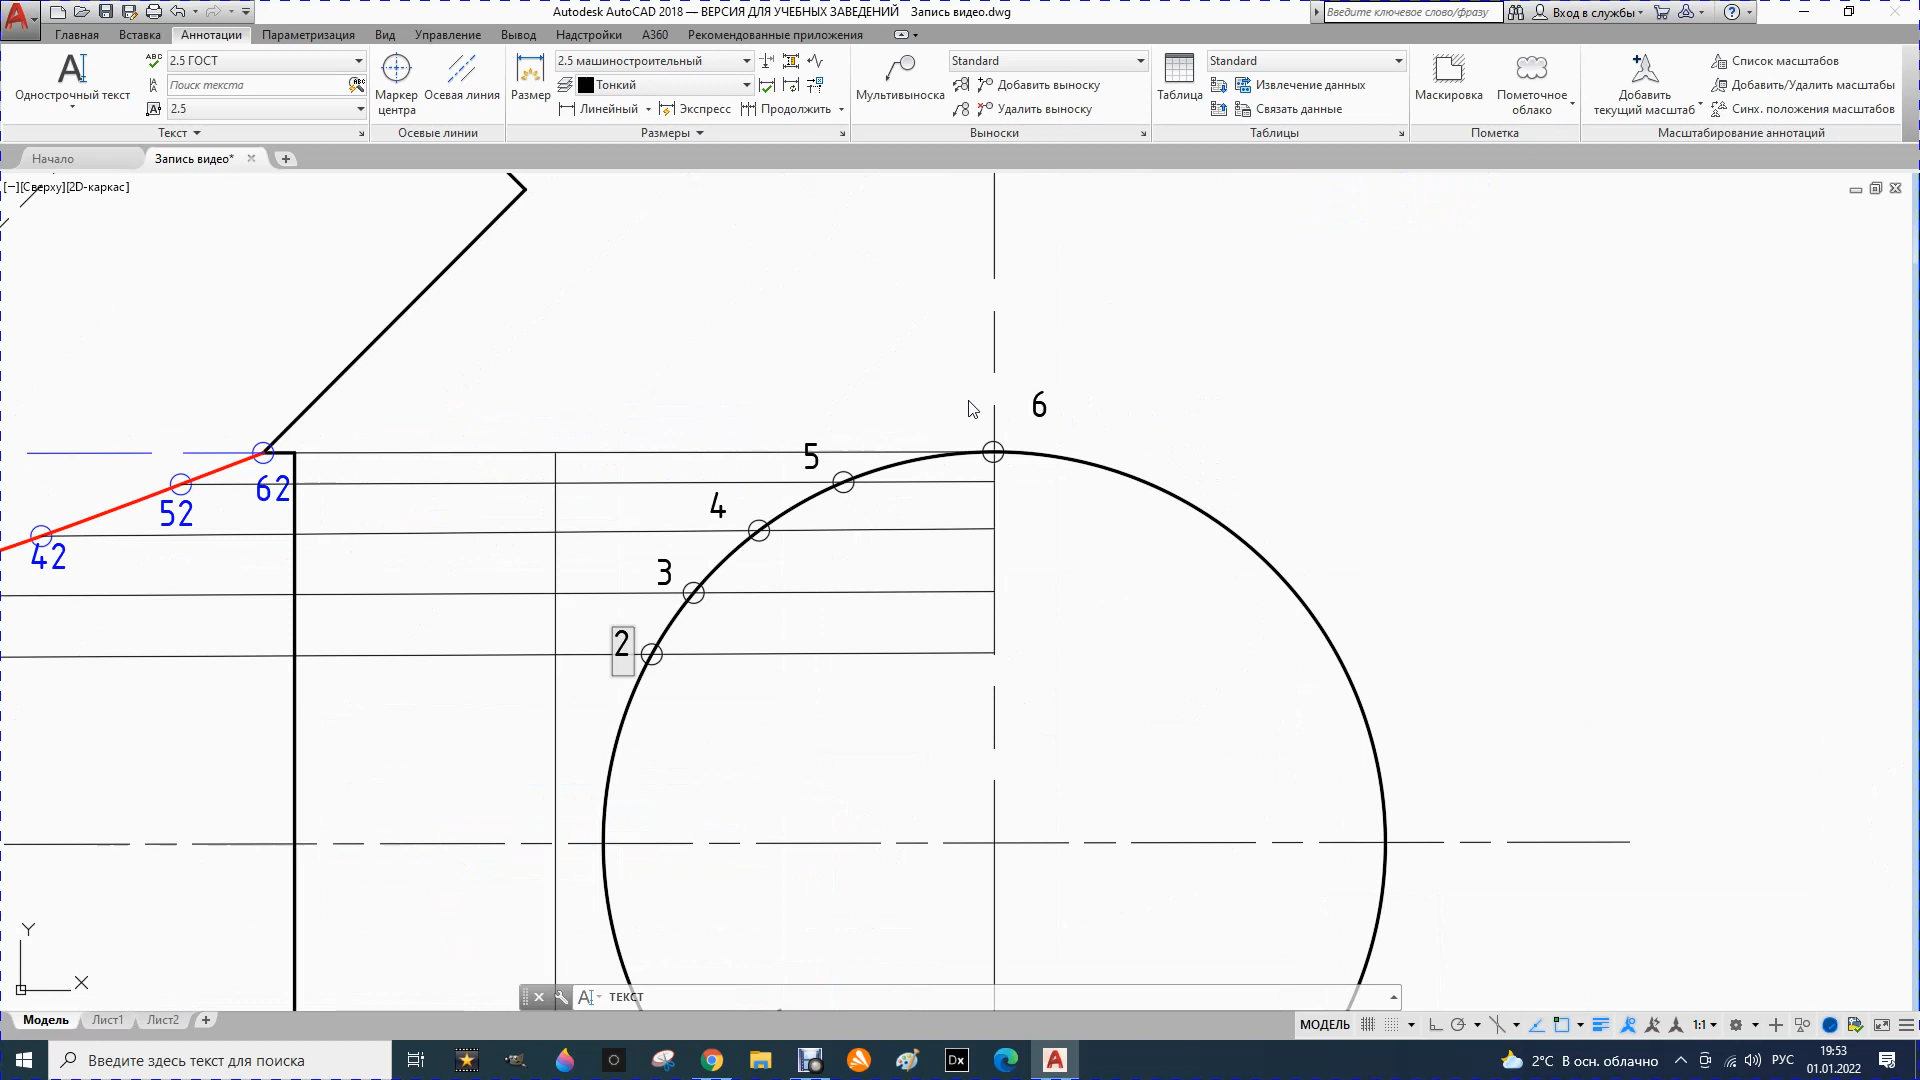 Autodesk AutoCAD 2018 — ВЕРСИЯ ДЛЯ УЧЕБНЫХ ЗАВЕДЕНИЙ Запись видео.dwg
Введите ключевое слово/фразу
Вход в службы
Главная Вставка Аннотации Параметризация Вид Управление Вывод Надстройки A360 Рекомендованные приложения
Однострочный текст
2.5 ГОСТ
Поиск текста
2.5
Текст
Маркер центра
Осевая линия
Осевые линии
Размер
2.5 машиностроительный
Тонкий
Линейный Экспресс Продолжить
Размеры
Мультивыноска
Standard
Добавить выноску
Удалить выноску
Выноски
Таблица
Standard
Извлечение данных
Связать данные
Таблицы
Маскировка
Пометочное облако
Пометка
Добавить текущий масштаб
Список масштабов
Добавить/Удалить масштабы
Синх. положения масштабов
Масштабирование аннотаций
Начало
Запись видео*
[−][Сверху][2D-каркас]
6
5
4
3
2
62
52
42
Y
X
ТЕКСТ
Модель Лист1 Лист2
МОДЕЛЬ
1:1
Введите здесь текст для поиска
Dx
2°C В осн. облачно
РУС
19:53
01.01.2022